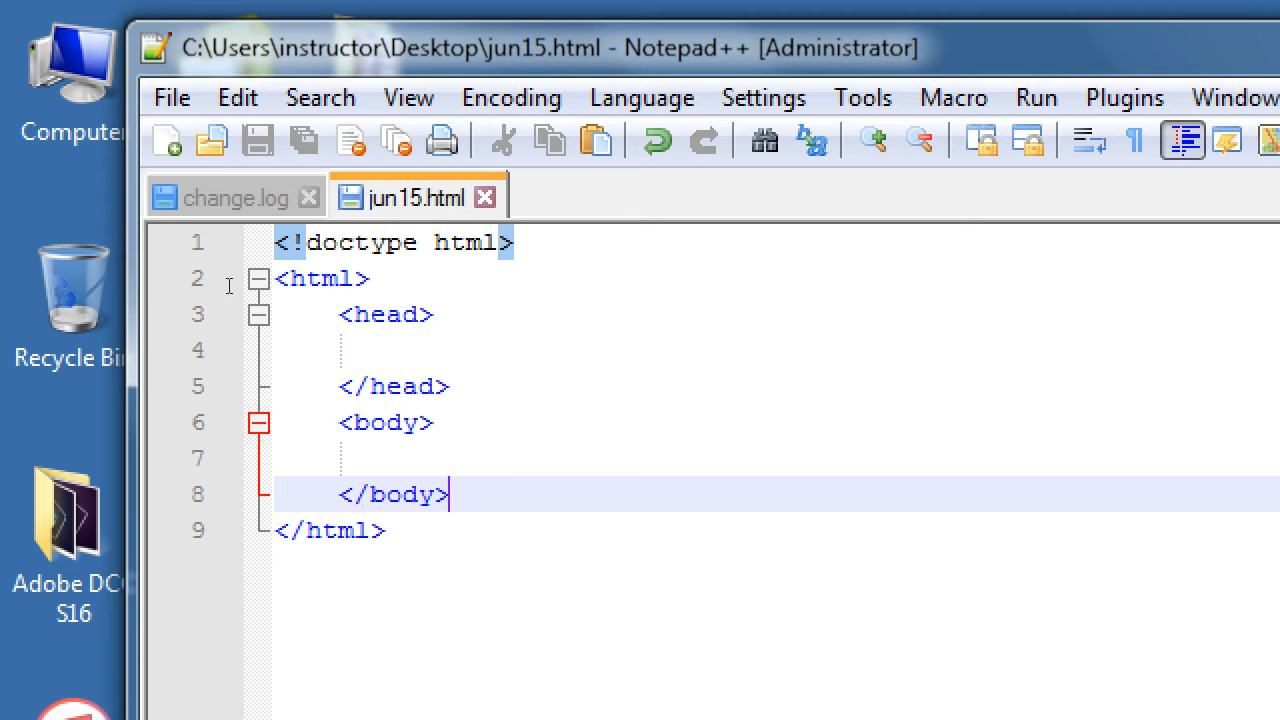 C:\Users\instructor\Desktop\jun15.html - Notepad++ [Administrator]
File Edit Search View Encoding Language Settings Tools Macro Run Plugins Window
change.log jun15.html
1 <!doctype html>
2 <html>
3 <head>
4
5 </head>
6 <body>
7
8 </body>
9 </html>
Computer
Recycle Bi
Adobe DC
S16